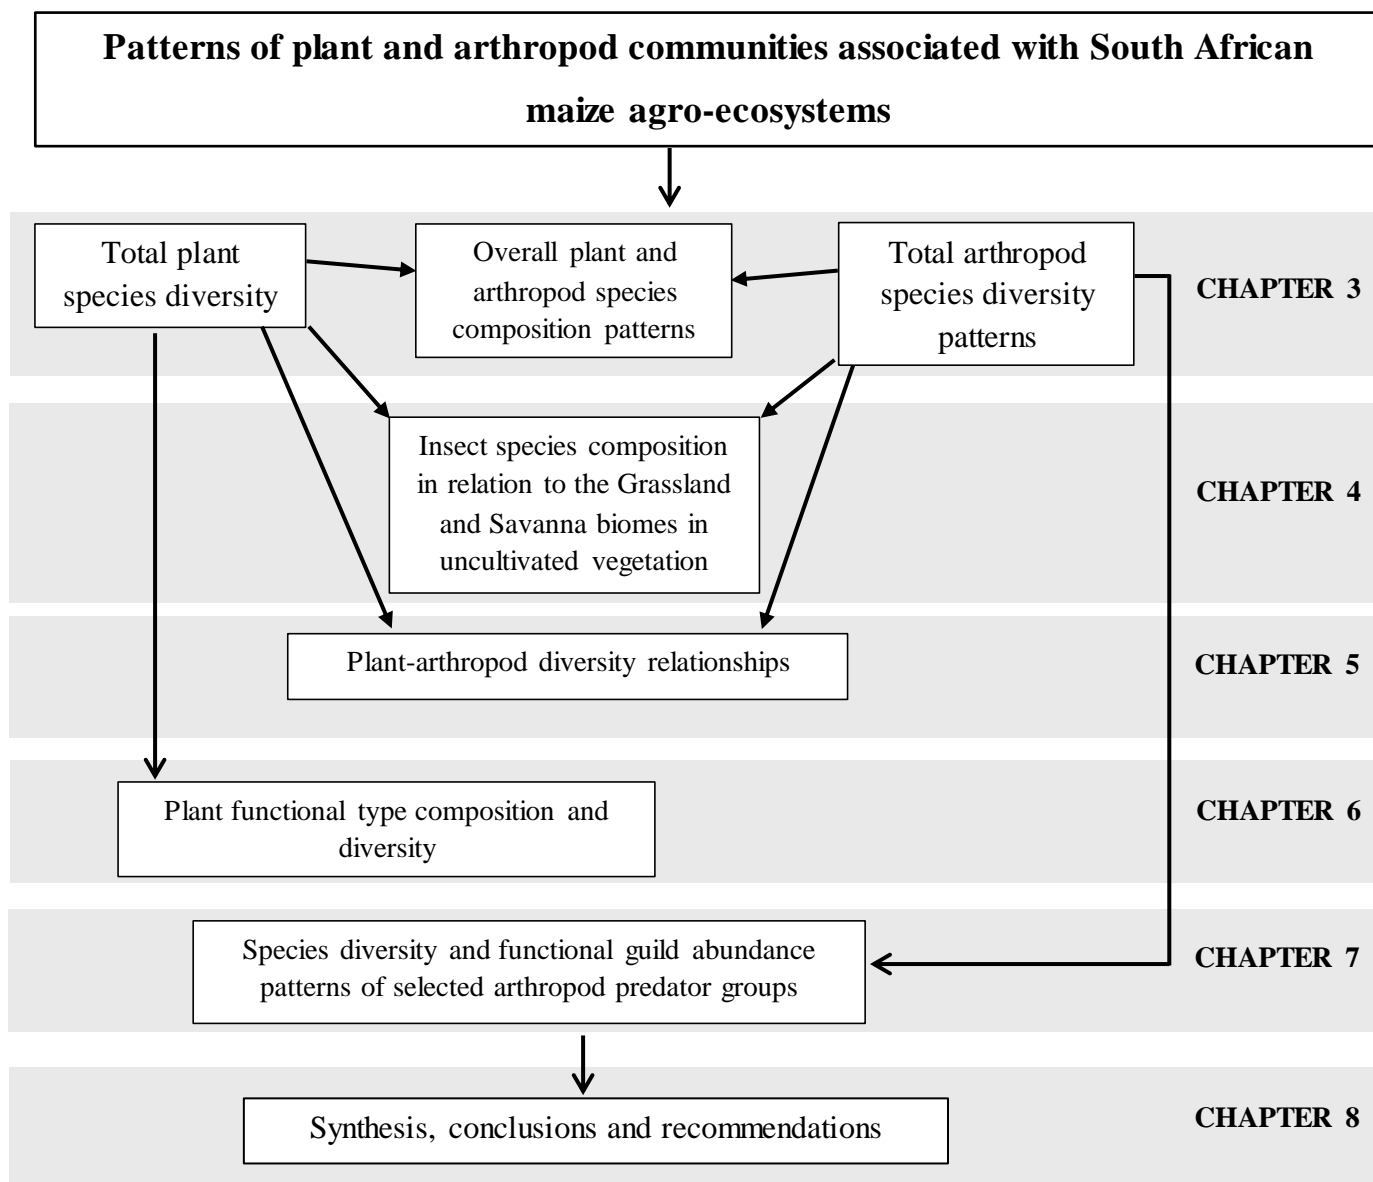 Patterns of plant and arthropod communities associated with South African
maize agro-ecosystems
Total plant
species diversity
Overall plant and
arthropod species
composition patterns
Total arthropod
species diversity
patterns
CHAPTER 3
Insect species composition
in relation to the Grassland
and Savanna biomes in
uncultivated vegetation
CHAPTER 4
Plant-arthropod diversity relationships
CHAPTER 5
Plant functional type composition and
diversity
CHAPTER 6
Species diversity and functional guild abundance
patterns of selected arthropod predator groups
CHAPTER 7
Synthesis, conclusions and recommendations
CHAPTER 8